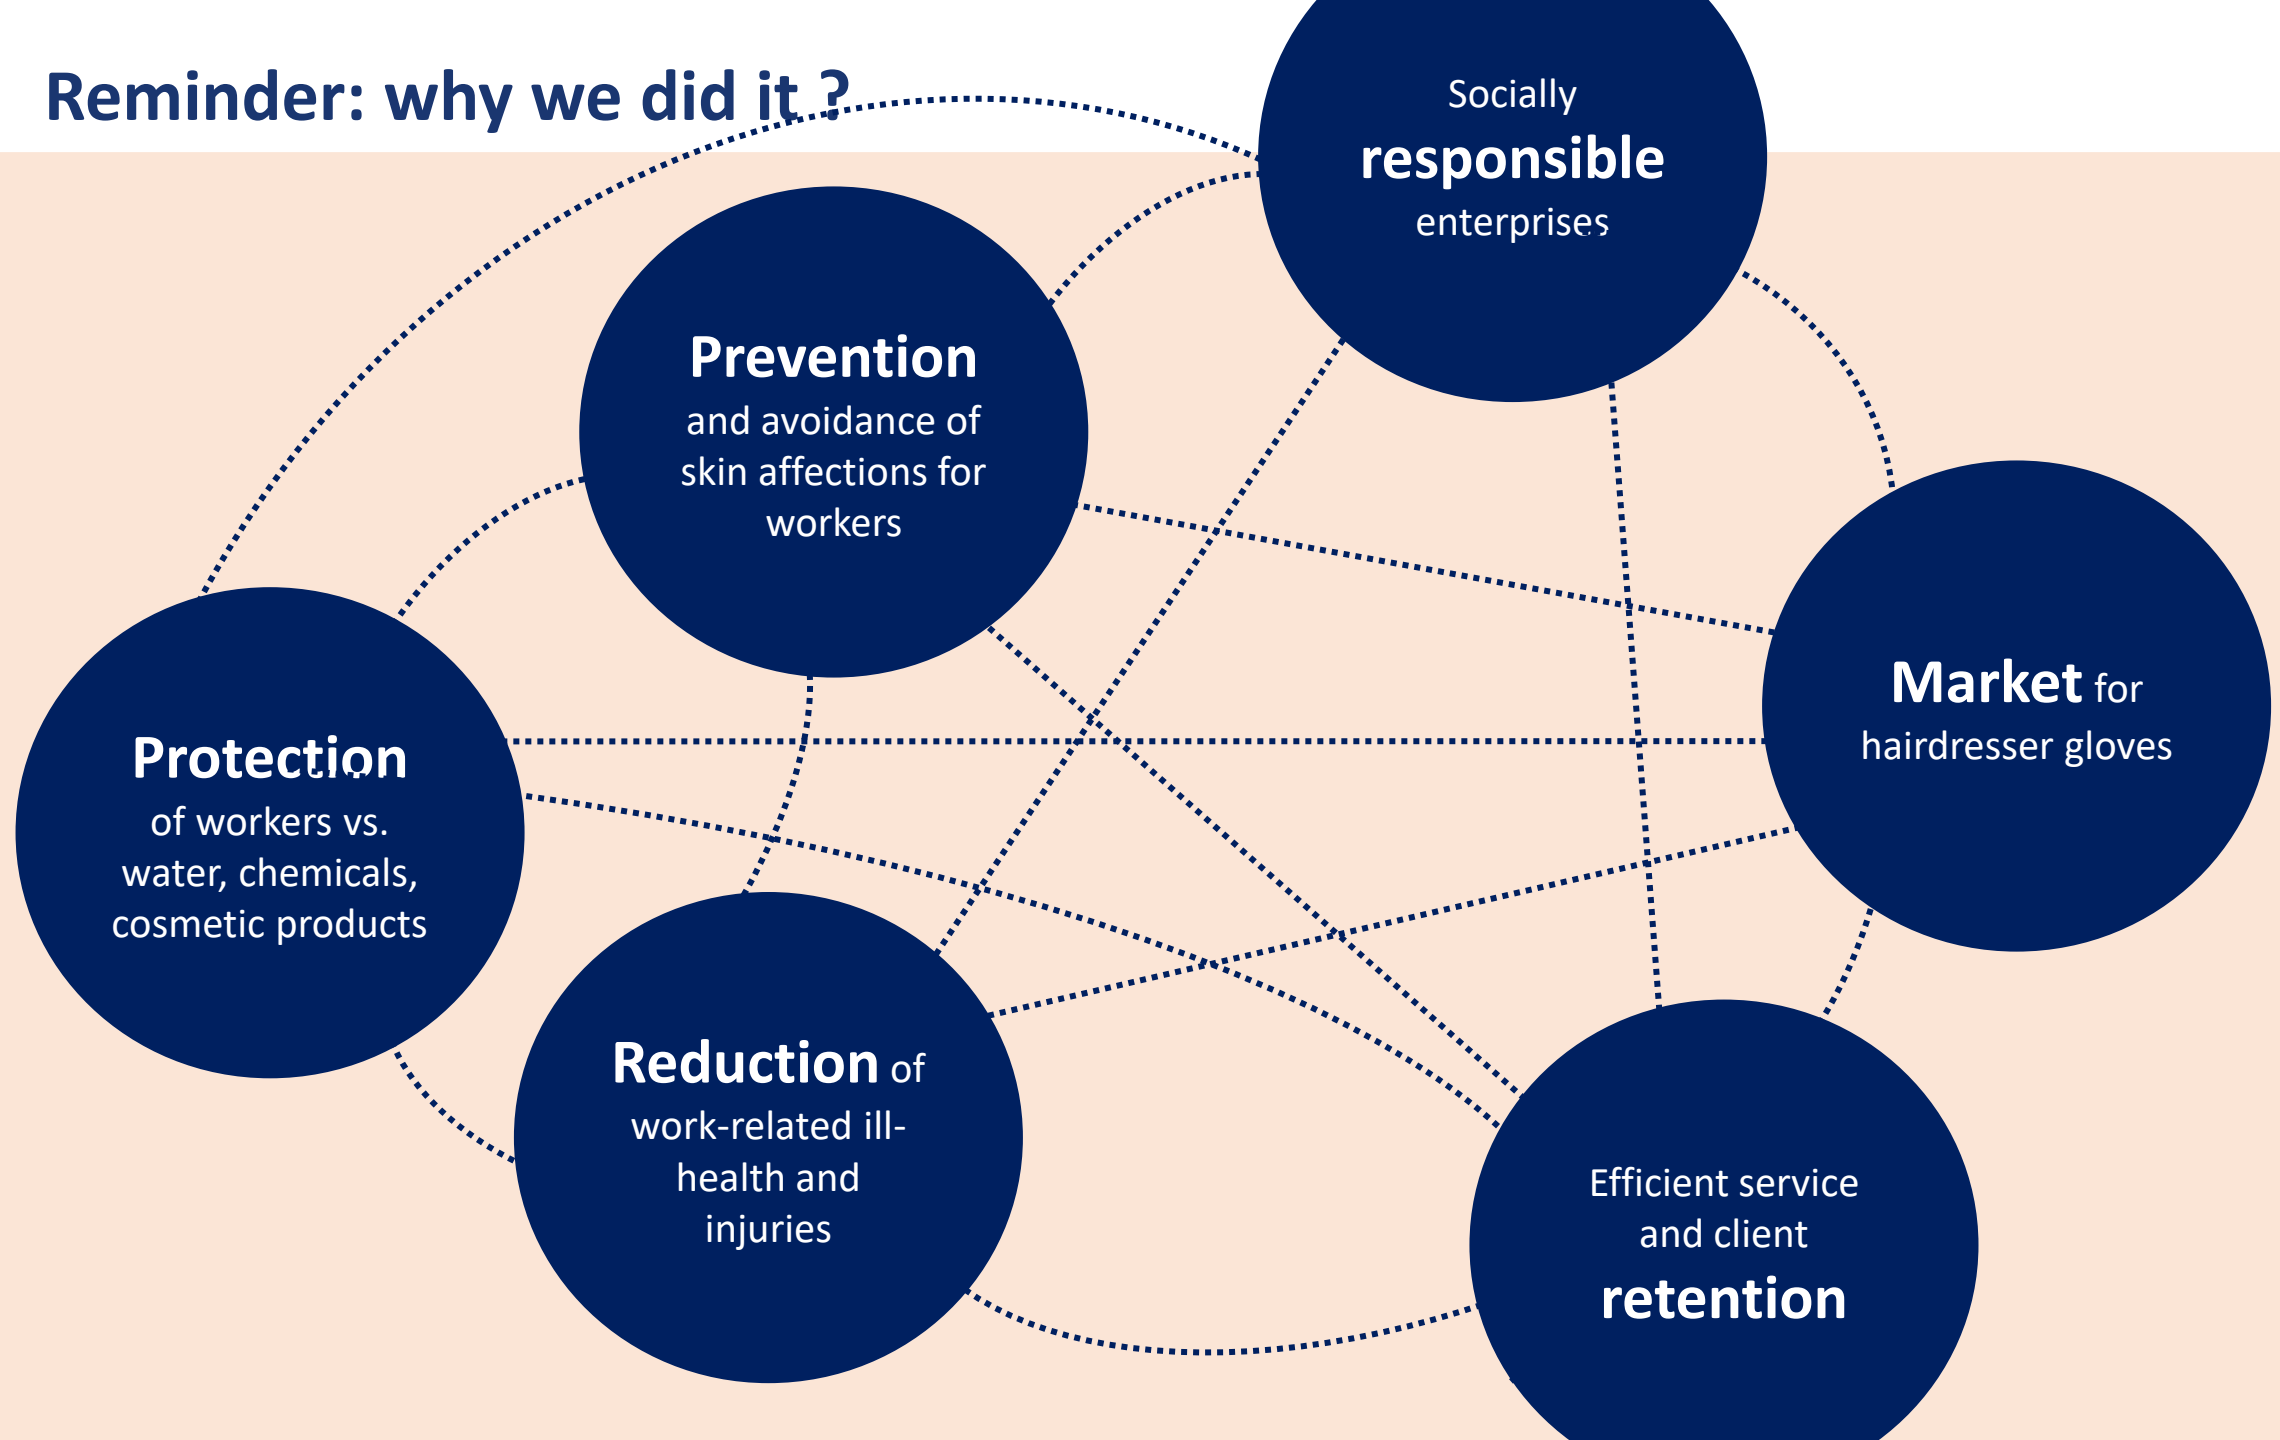 Reminder: why we did it ?
Socially
responsible
enterprises
Prevention
and avoidance of
skin affections for
workers
Market for
hairdresser gloves
Protection
of workers vs.
water, chemicals,
cosmetic products
Reduction of
work-related ill-
health and
injuries
Efficient service
and client
retention